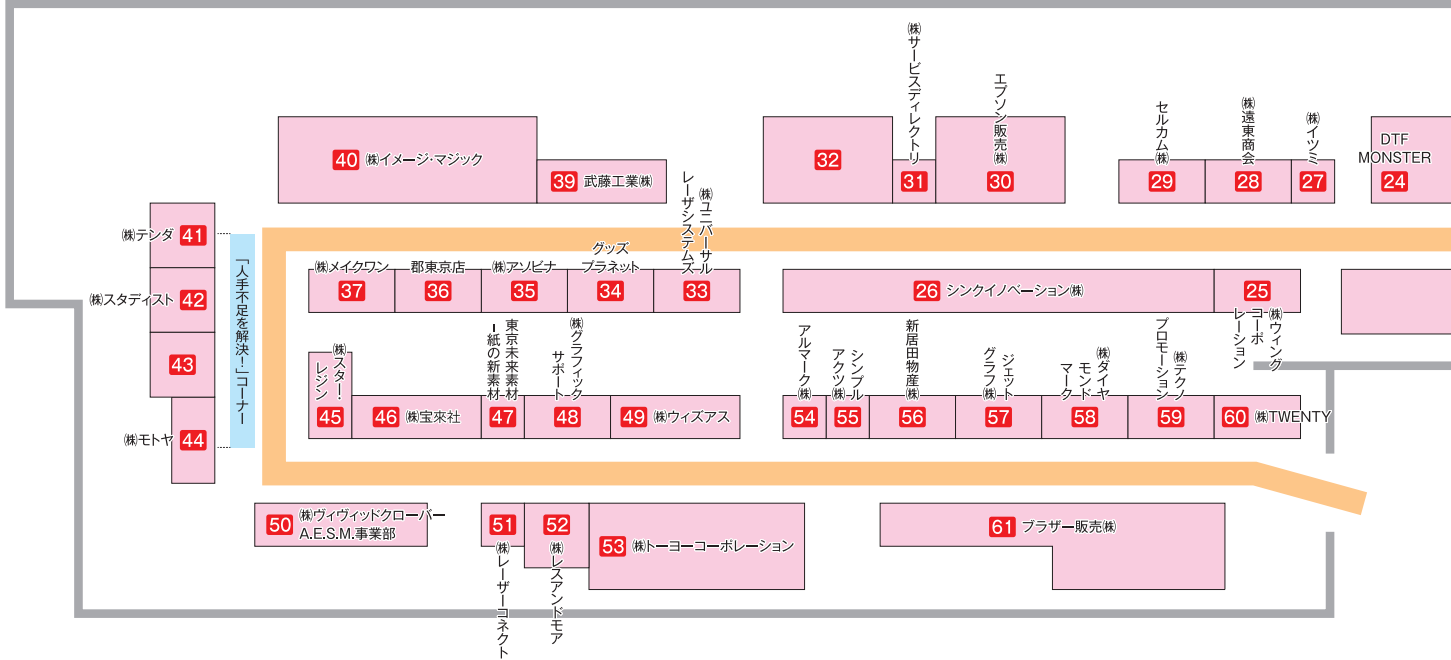 40 ㈱イメージ・マジック
39 武藤工業㈱
32
㈱サービスディレクトリ
31
エプソン販売㈱
30
セルカム㈱
29
㈱遠東商会
28
㈱イツミ
27
DTF
MONSTER
24
㈱テンダ 41
㈱スタディスト 42
43
㈱モトヤ 44
「人手不足を解決！」コーナー
㈱メイクワン
37
郡東京店
36
㈱アソビナ
35
グッズ
プラネット
34
㈱ユニバーサル
レーザシステムズ
33
26 シンクイノベーション㈱
25
㈱ウィング
コーポ
レーション
㈱スター！
レジン
45
46 ㈱宝來社
東京未来素材
ー紙の新素材
47
㈱グラフィック
サポート
48
49 ㈱ウィズアス
アルマーク㈱
54
シンプル
アクツ㈱
55
新居田物産㈱
56
ジェット
グラフ㈱
57
㈱ダイヤ
モンド
マーク
58
㈱テクノ
プロモーション
59
60 ㈱TWENTY
50 ㈱ヴィヴィッドクローバー
A.E.S.M.事業部
51
㈱レーザーコネクト
52
㈱レスアンドモア
53 ㈱トーヨーコーポレーション
61 ブラザー販売㈱